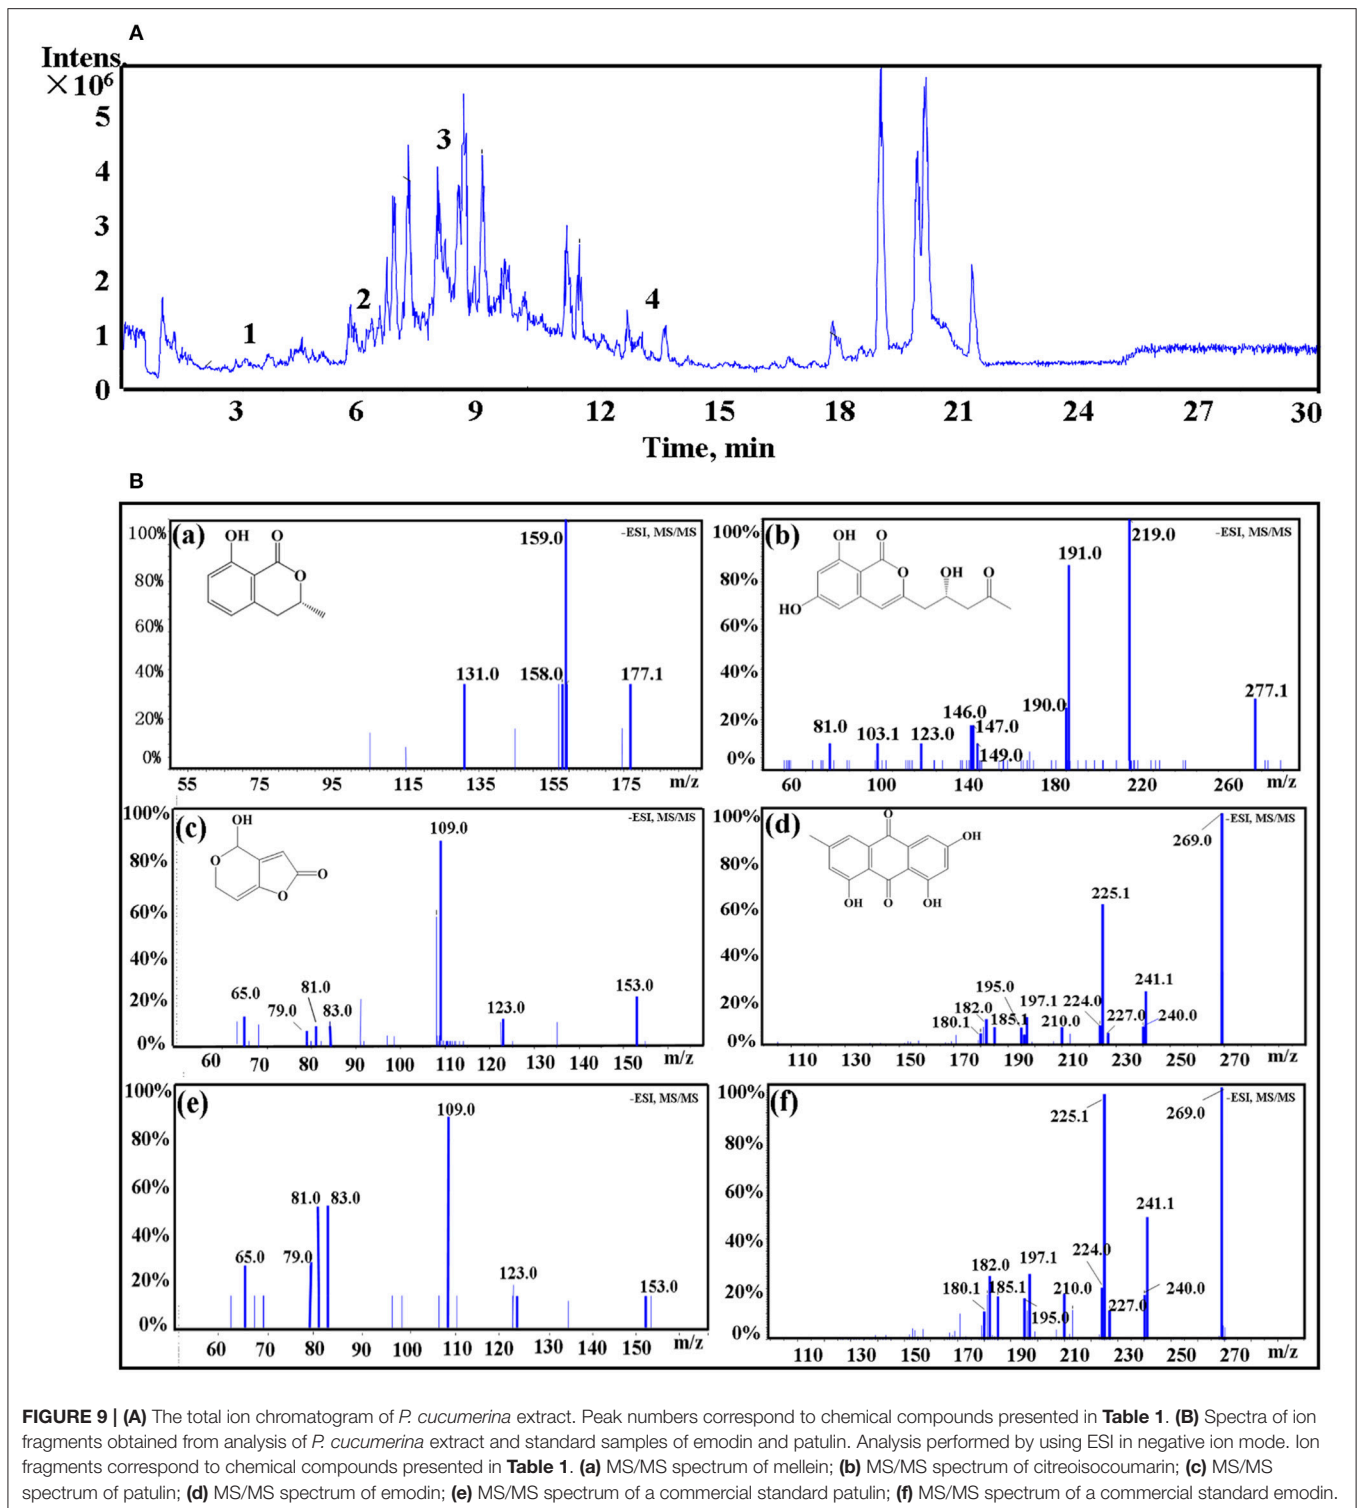 A
Intens.
×10⁶
5
4
3
2
1
0
1
2
3
4
3 6 9 12 15 18 21 24 27 30
Time, min
B
(a)
-ESI, MS/MS
OH O
O
100%
80%
60%
40%
20%
0%
159.0
131.0 158.0 177.1
55 75 95 115 135 155 175 m/z
(b)
-ESI, MS/MS
OH O
O OH O
HO
100%
80%
60%
40%
20%
0%
219.0
191.0
190.0
277.1
146.0
147.0
149.0
81.0 103.1 123.0
60 100 140 180 220 260 m/z
(c)
-ESI, MS/MS
OH
O
O
O
100%
80%
60%
40%
20%
0%
109.0
65.0 79.0 81.0 83.0 123.0 153.0
60 70 80 90 100 110 120 130 140 150 m/z
(d)
-ESI, MS/MS
O
OH
OH O OH
100%
80%
60%
40%
20%
0%
269.0
225.1
241.1
195.0 197.1 224.0
182.0
180.1 185.1 210.0 227.0 240.0
110 130 150 170 190 210 230 250 270 m/z
(e)
-ESI, MS/MS
100%
80%
60%
40%
20%
0%
109.0
81.0 83.0
65.0 79.0
123.0 153.0
60 70 80 90 100 110 120 130 140 150 m/z
(f)
-ESI, MS/MS
100%
80%
60%
40%
20%
0%
225.1 269.0
241.1
224.0
182.0 197.1
180.1 185.1 210.0 240.0
195.0 227.0
110 130 150 170 190 210 230 250 270 m/z
FIGURE 9 | (A) The total ion chromatogram of P. cucumerina extract. Peak numbers correspond to chemical compounds presented in Table 1. (B) Spectra of ion
fragments obtained from analysis of P. cucumerina extract and standard samples of emodin and patulin. Analysis performed by using ESI in negative ion mode. Ion
fragments correspond to chemical compounds presented in Table 1. (a) MS/MS spectrum of mellein; (b) MS/MS spectrum of citreoisocoumarin; (c) MS/MS
spectrum of patulin; (d) MS/MS spectrum of emodin; (e) MS/MS spectrum of a commercial standard patulin; (f) MS/MS spectrum of a commercial standard emodin.